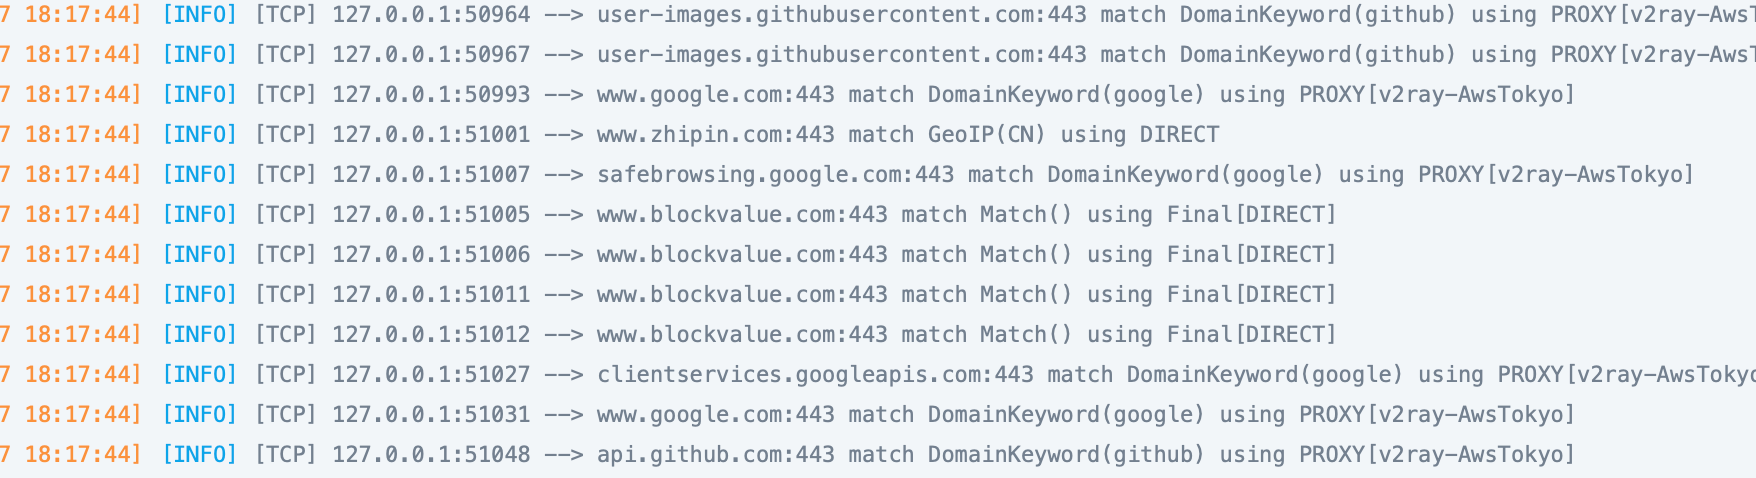 7 18:17:44] [INFO] [TCP] 127.0.0.1:50964 --> user-images.githubusercontent.com:443 match DomainKeyword(github) using PROXY[v2ray-AwsT
7 18:17:44] [INFO] [TCP] 127.0.0.1:50967 --> user-images.githubusercontent.com:443 match DomainKeyword(github) using PROXY[v2ray-AwsT
7 18:17:44] [INFO] [TCP] 127.0.0.1:50993 --> www.google.com:443 match DomainKeyword(google) using PROXY[v2ray-AwsTokyo]
7 18:17:44] [INFO] [TCP] 127.0.0.1:51001 --> www.zhipin.com:443 match GeoIP(CN) using DIRECT
7 18:17:44] [INFO] [TCP] 127.0.0.1:51007 --> safebrowsing.google.com:443 match DomainKeyword(google) using PROXY[v2ray-AwsTokyo]
7 18:17:44] [INFO] [TCP] 127.0.0.1:51005 --> www.blockvalue.com:443 match Match() using Final[DIRECT]
7 18:17:44] [INFO] [TCP] 127.0.0.1:51006 --> www.blockvalue.com:443 match Match() using Final[DIRECT]
7 18:17:44] [INFO] [TCP] 127.0.0.1:51011 --> www.blockvalue.com:443 match Match() using Final[DIRECT]
7 18:17:44] [INFO] [TCP] 127.0.0.1:51012 --> www.blockvalue.com:443 match Match() using Final[DIRECT]
7 18:17:44] [INFO] [TCP] 127.0.0.1:51027 --> clientservices.googleapis.com:443 match DomainKeyword(google) using PROXY[v2ray-AwsTokyo
7 18:17:44] [INFO] [TCP] 127.0.0.1:51031 --> www.google.com:443 match DomainKeyword(google) using PROXY[v2ray-AwsTokyo]
7 18:17:44] [INFO] [TCP] 127.0.0.1:51048 --> api.github.com:443 match DomainKeyword(github) using PROXY[v2ray-AwsTokyo]